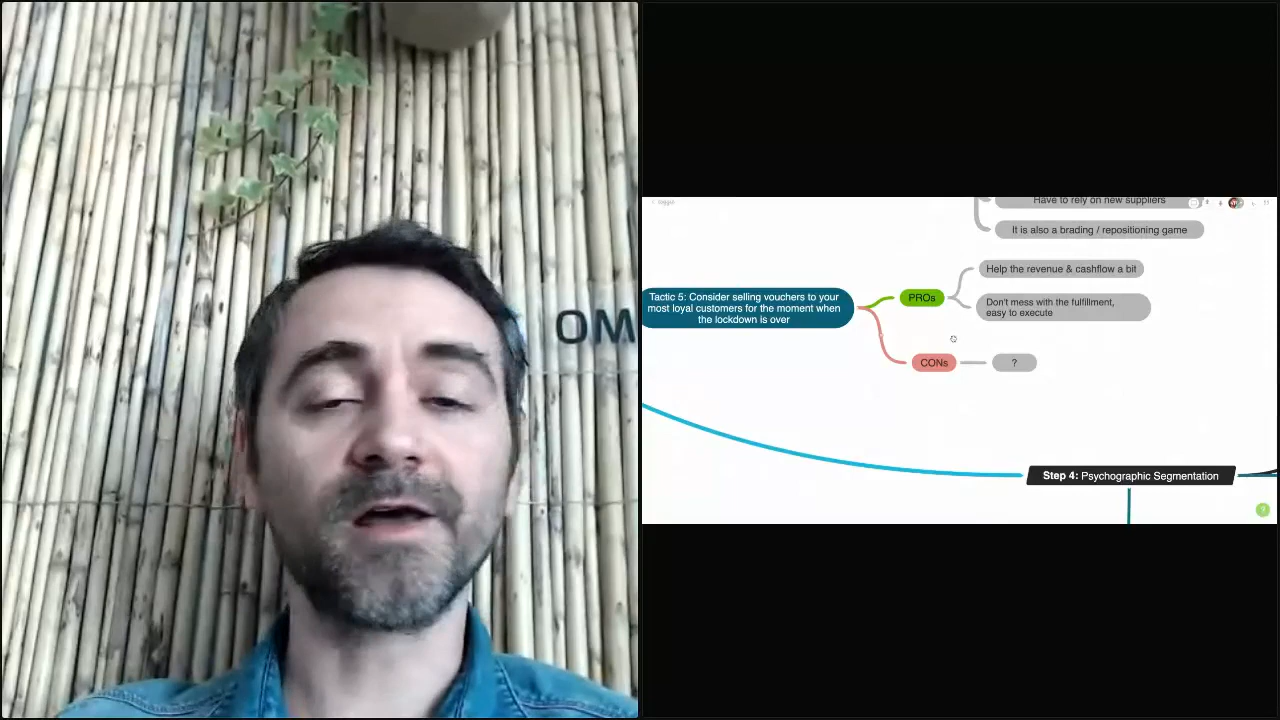 OM
Have to rely on new suppliers
It is also a brading / repositioning game
Help the revenue & cashflow a bit
Tactic 5: Consider selling vouchers to your
most loyal customers for the moment when
the lockdown is over
PROs
Don't mess with the fulfillment,
easy to execute
CONs
?
Step 4: Psychographic Segmentation
?